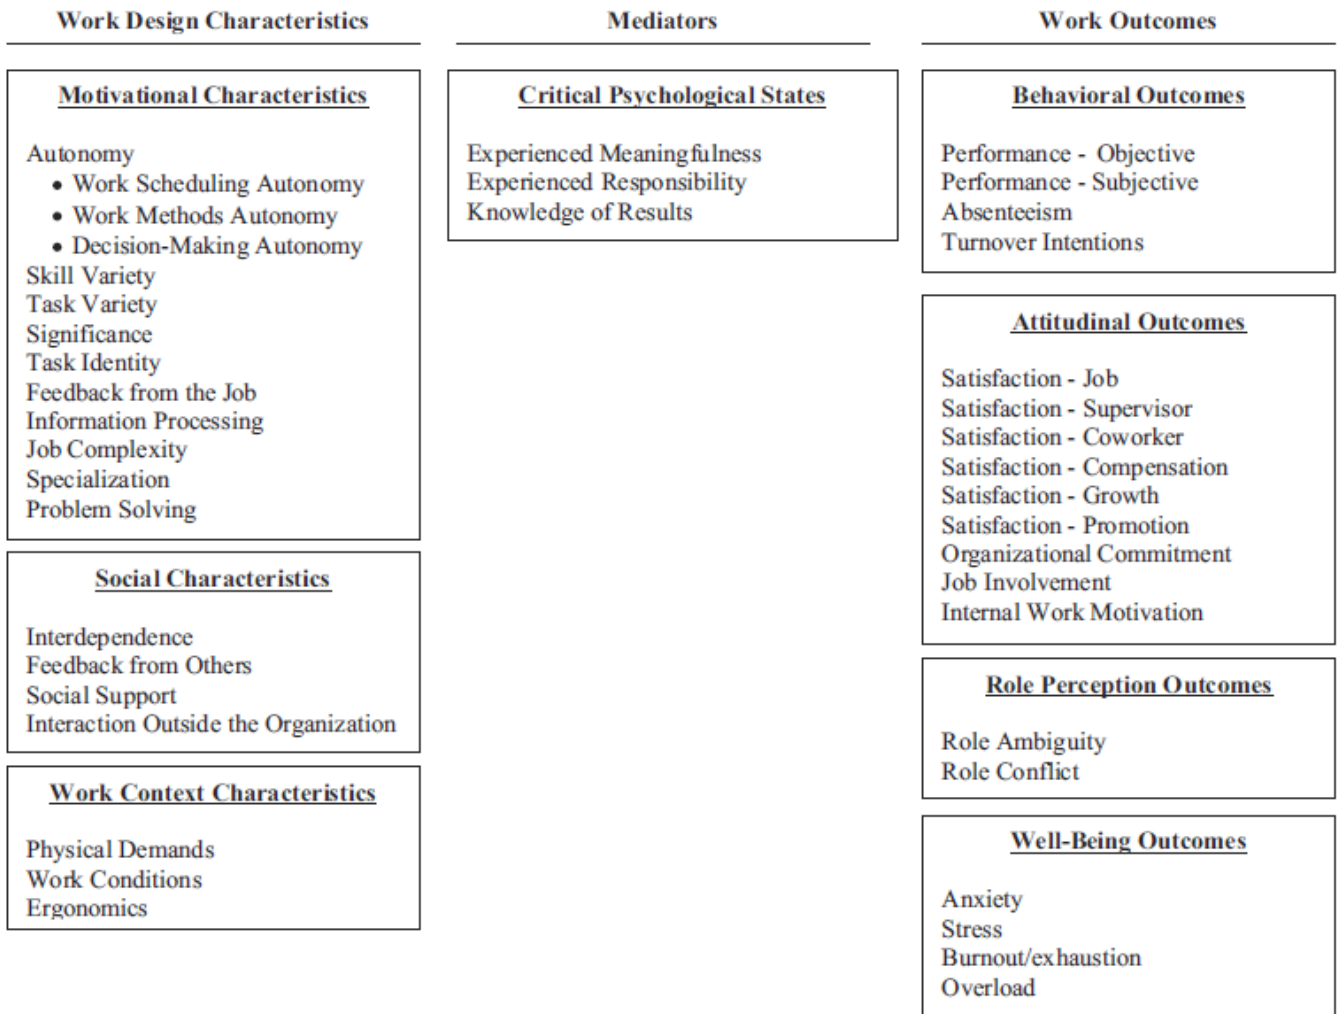 Work Design Characteristics
Motivational Characteristics
Autonomy
• Work Scheduling Autonomy
• Work Methods Autonomy
• Decision-Making Autonomy
Skill Variety
Task Variety
Significance
Task Identity
Feedback from the Job
Information Processing
Job Complexity
Specialization
Problem Solving
Social Characteristics
Interdependence
Feedback from Others
Social Support
Interaction Outside the Organization
Work Context Characteristics
Physical Demands
Work Conditions
Ergonomics
Mediators
Critical Psychological States
Experienced Meaningfulness
Experienced Responsibility
Knowledge of Results
Work Outcomes
Behavioral Outcomes
Performance - Objective
Performance - Subjective
Absenteeism
Turnover Intentions
Attitudinal Outcomes
Satisfaction - Job
Satisfaction - Supervisor
Satisfaction - Coworker
Satisfaction - Compensation
Satisfaction - Growth
Satisfaction - Promotion
Organizational Commitment
Job Involvement
Internal Work Motivation
Role Perception Outcomes
Role Ambiguity
Role Conflict
Well-Being Outcomes
Anxiety
Stress
Burnout/exhaustion
Overload